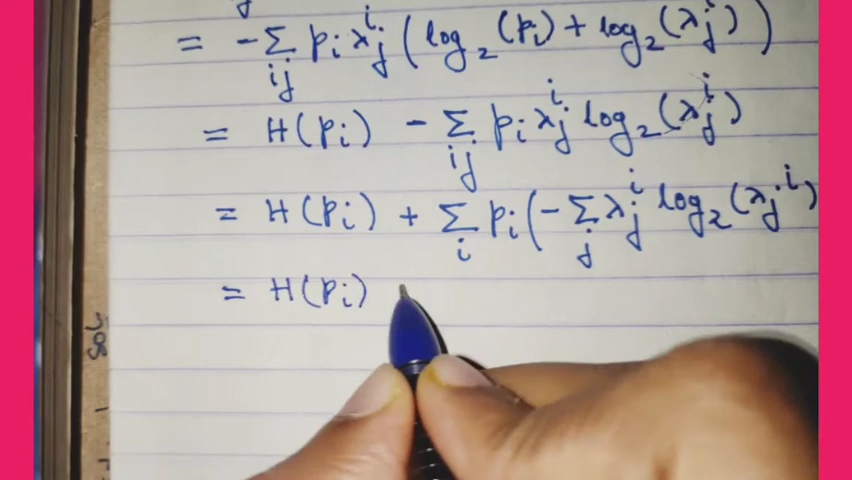 = -∑ᵢⱼ pᵢ λⱼⁱ (log₂(pᵢ) + log₂(λⱼⁱ))
= H(pᵢ) - ∑ᵢⱼ pᵢ λⱼⁱ log₂(λⱼⁱ)
= H(pᵢ) + ∑ᵢ pᵢ(-∑ⱼ λⱼⁱ log₂(λⱼⁱ)
= H(pᵢ)